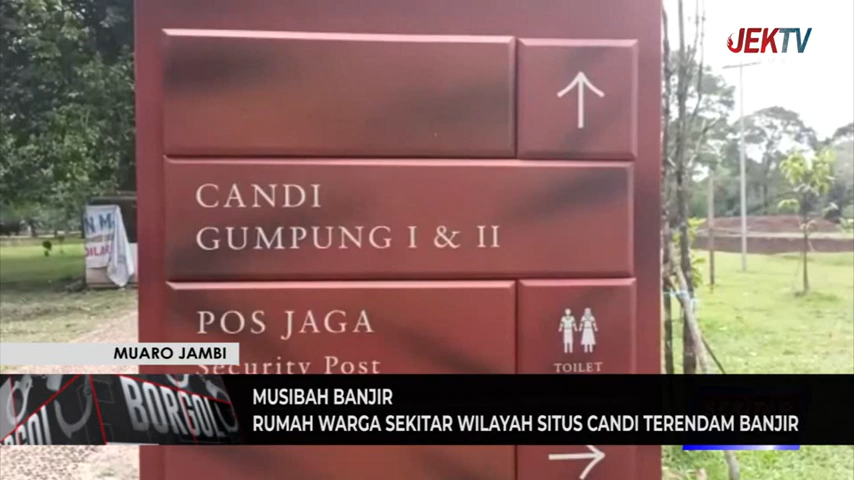 JEKTV
CANDI
GUMPUNG I & II
POS JAGA
Security Post
TOILET
MUARO JAMBI
BORGOL
MUSIBAH BANJIR
RUMAH WARGA SEKITAR WILAYAH SITUS CANDI TERENDAM BANJIR